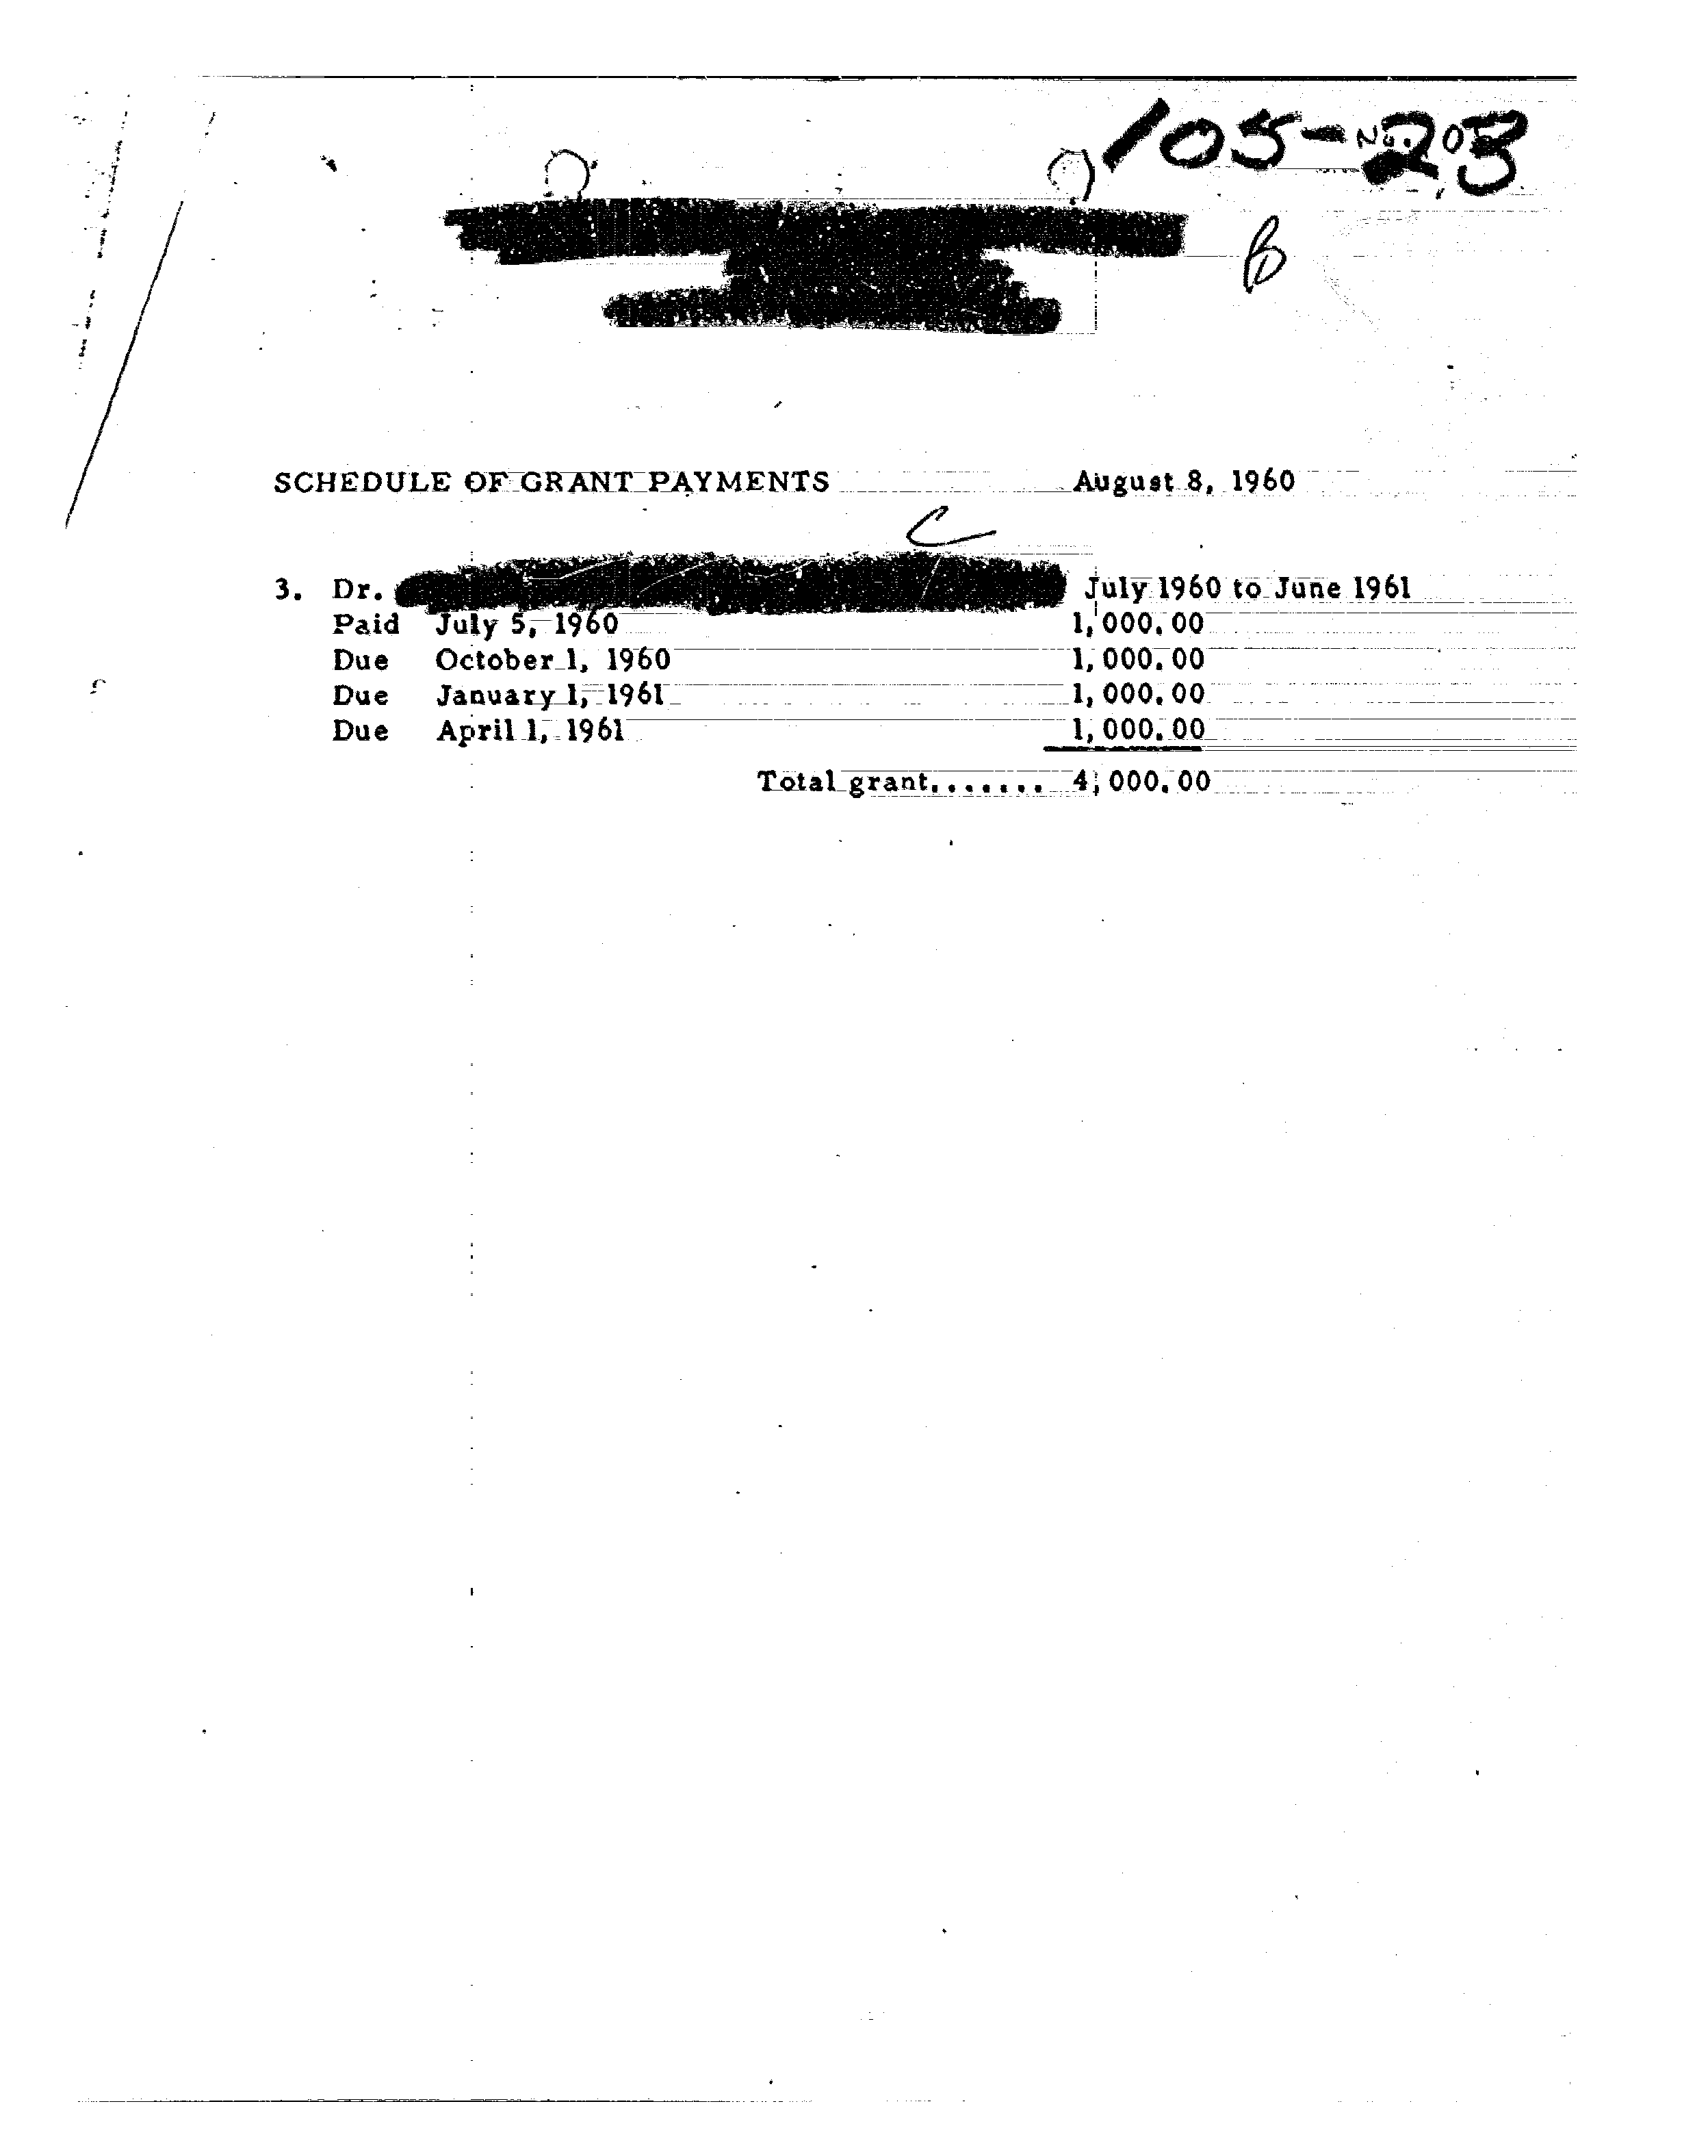 105-23
B
SCHEDULE OF GRANT PAYMENTS August 8, 1960
C
3. Dr. July 1960 to June 1961
Paid July 5, 1960 1,000.00
Due October 1, 1960 1,000.00
Due January 1, 1961 1,000.00
Due April 1, 1961 1,000.00
Total grant....... 4,000.00